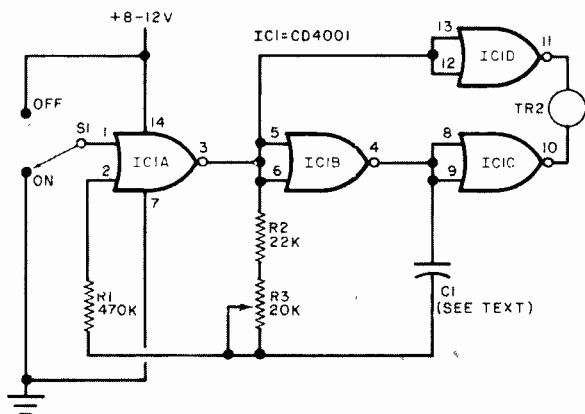 +8-12V
IC1=CD4001
OFF
S1
ON
1
2
14
IC1A
3
7
5
6
IC1B
4
13
12
IC1D
11
TR2
8
9
IC1C
10
R1
470K
R2
22K
R3
20K
C1
(SEE TEXT)